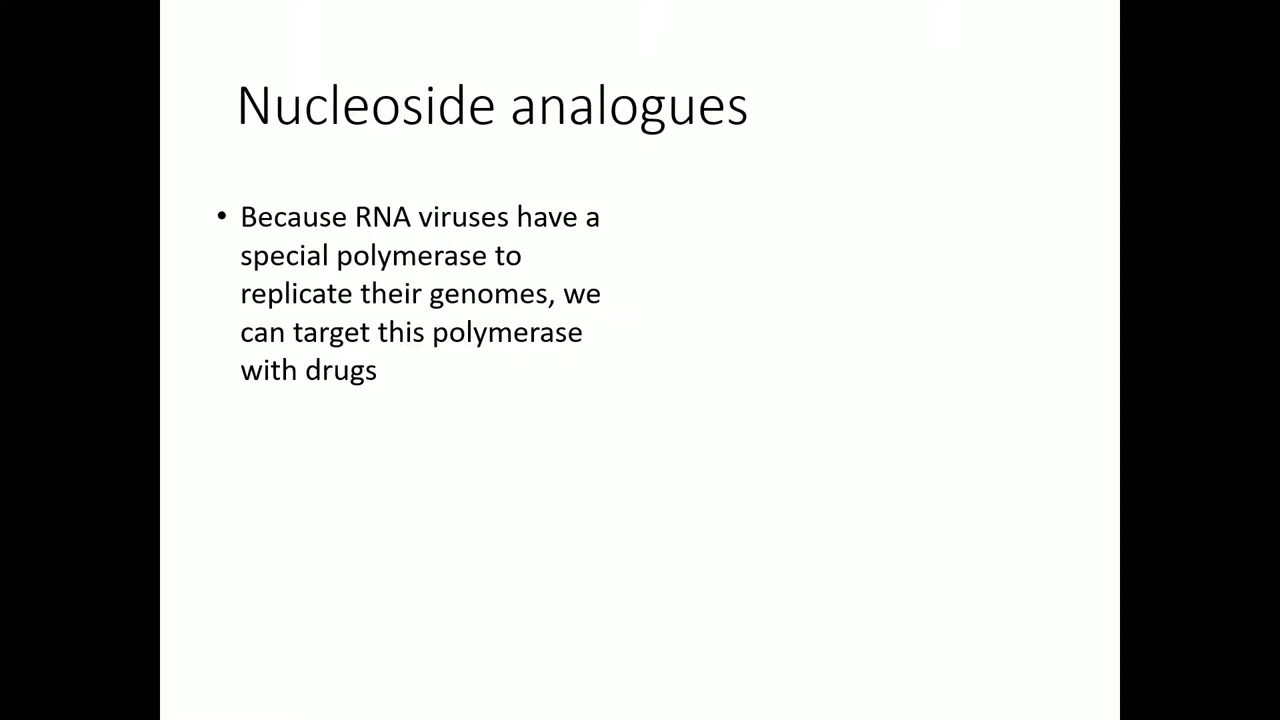 Nucleoside analogues
• Because RNA viruses have a
special polymerase to
replicate their genomes, we
can target this polymerase
with drugs